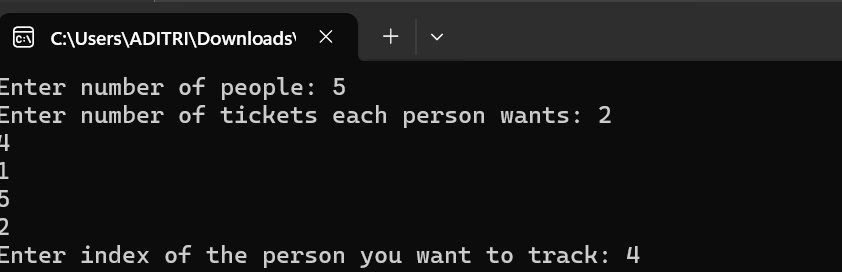 C:\Users\ADITRI\Downloads\
Enter number of people: 5
Enter number of tickets each person wants: 2
4
1
5
2
Enter index of the person you want to track: 4